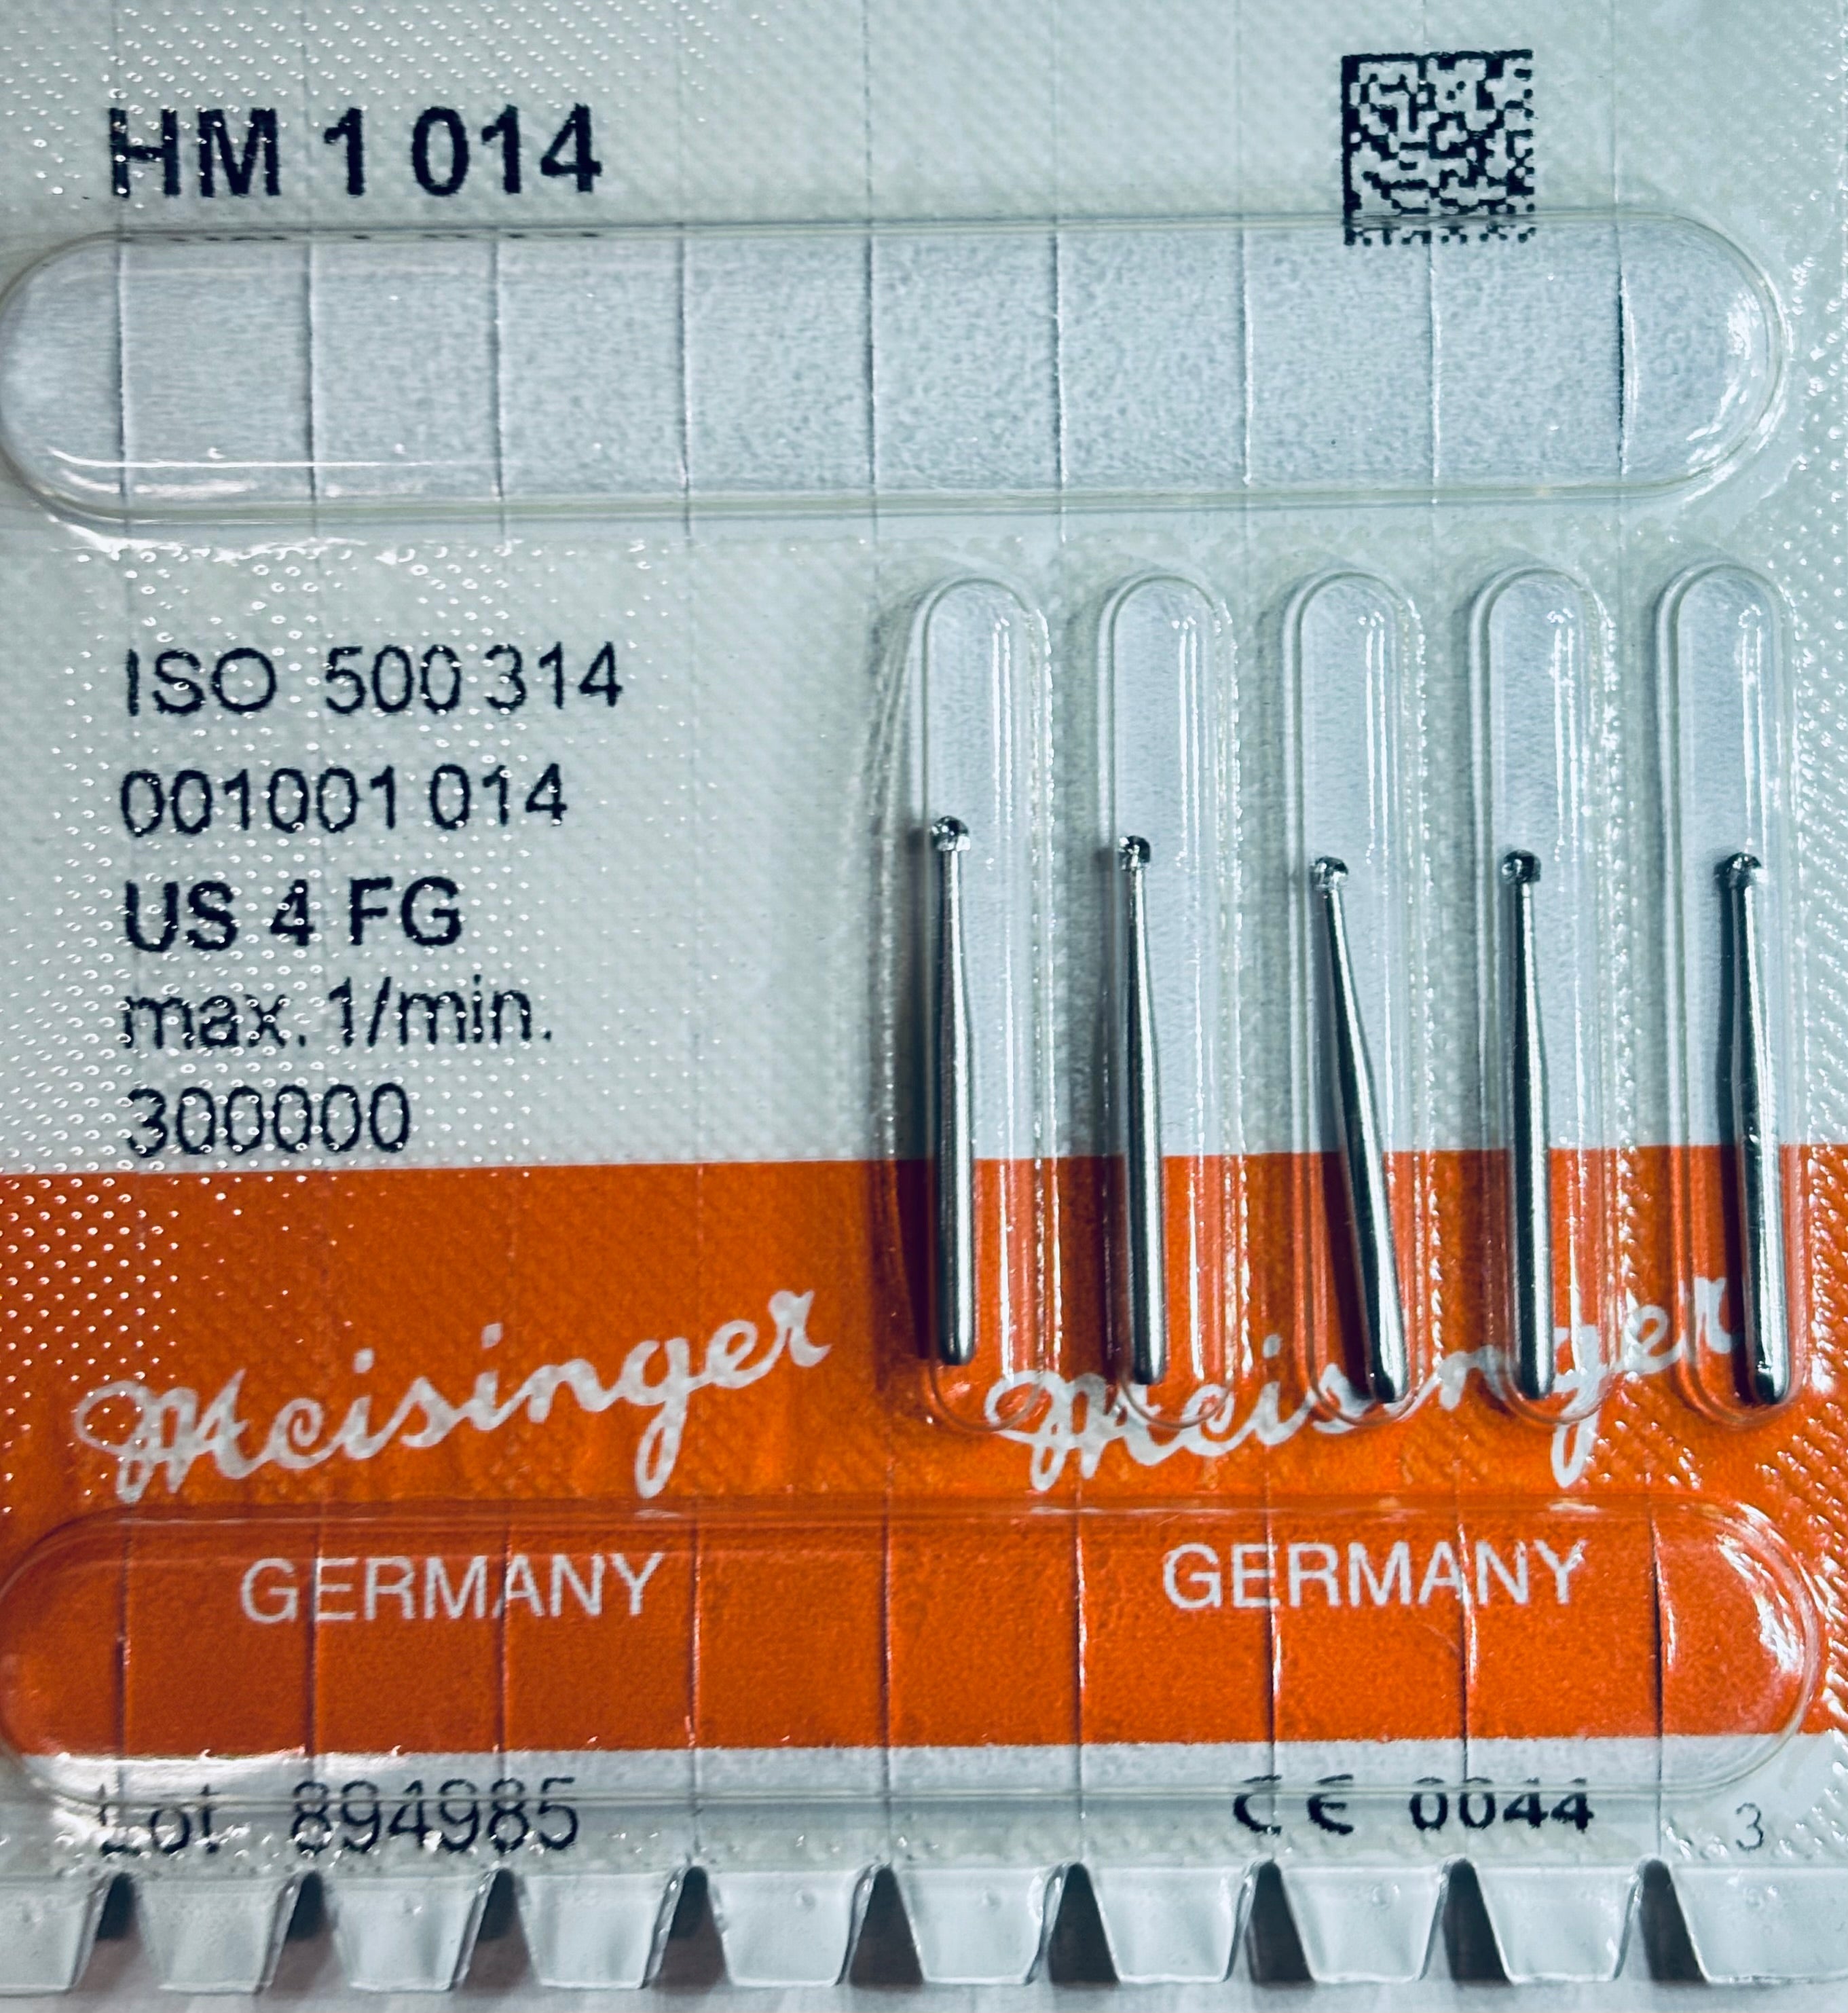 HM 1 014
ISO 500 314
001001 014
US 4 FG
max. 1/min.
300000
Meisinger Meisinger
GERMANY GERMANY
Lot 894985 CE 0044 3